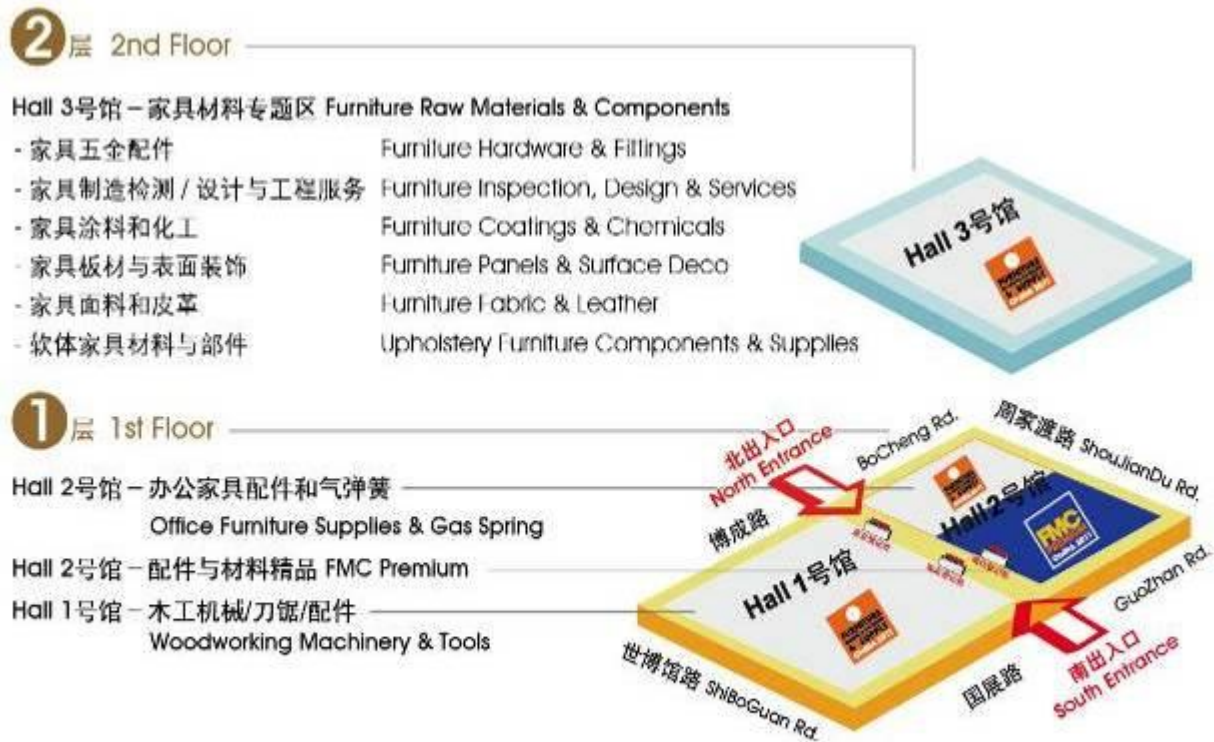 2层 2nd Floor
Hall 3号馆－家具材料专题区 Furniture Raw Materials & Components
- 家具五金配件 Furniture Hardware & Fittings
- 家具制造检测 / 设计与工程服务 Furniture Inspection, Design & Services
- 家具涂料和化工 Furniture Coatings & Chemicals
- 家具板材与表面装饰 Furniture Panels & Surface Deco
- 家具面料和皮革 Furniture Fabric & Leather
- 软体家具材料与部件 Upholstery Furniture Components & Supplies
Hall 3号馆
1层 1st Floor
Hall 2号馆－办公家具配件和气弹簧
Office Furniture Supplies & Gas Spring
Hall 2号馆－配件与材料精品 FMC Premium
Hall 1号馆－木工机械/刀锯/配件
Woodworking Machinery & Tools
北出入口
North Entrance
BoCheng Rd.
博成路
周家渡路 ShouJianDu Rd.
Hall 2号馆
FMC
Hall 1号馆
GuoZhan Rd.
国展路
南出入口
South Entrance
世博馆路 ShiBoGuan Rd.